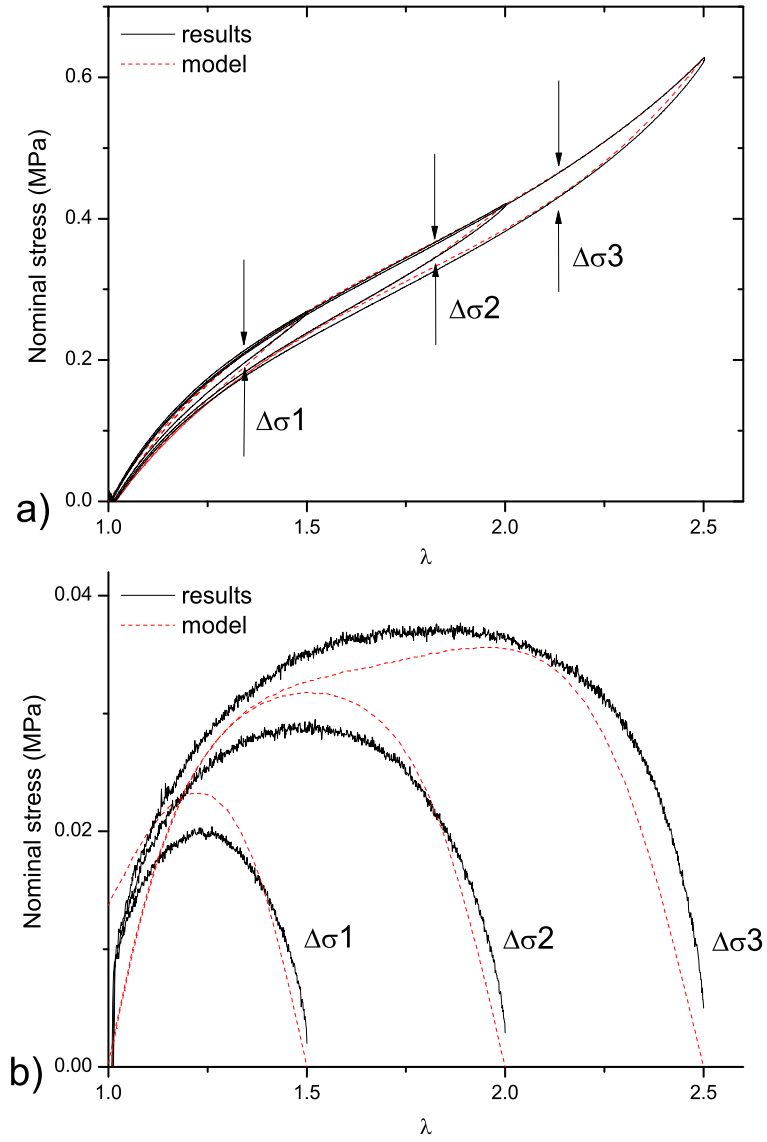 results
model
0.6
0.4
0.2
0.0
Nominal stress (MPa)
Δσ1
Δσ2
Δσ3
a)
1.0
1.5
2.0
2.5
λ
results
model
0.04
0.02
0.00
Nominal stress (MPa)
Δσ1
Δσ2
Δσ3
b)
1.0
1.5
2.0
2.5
λ